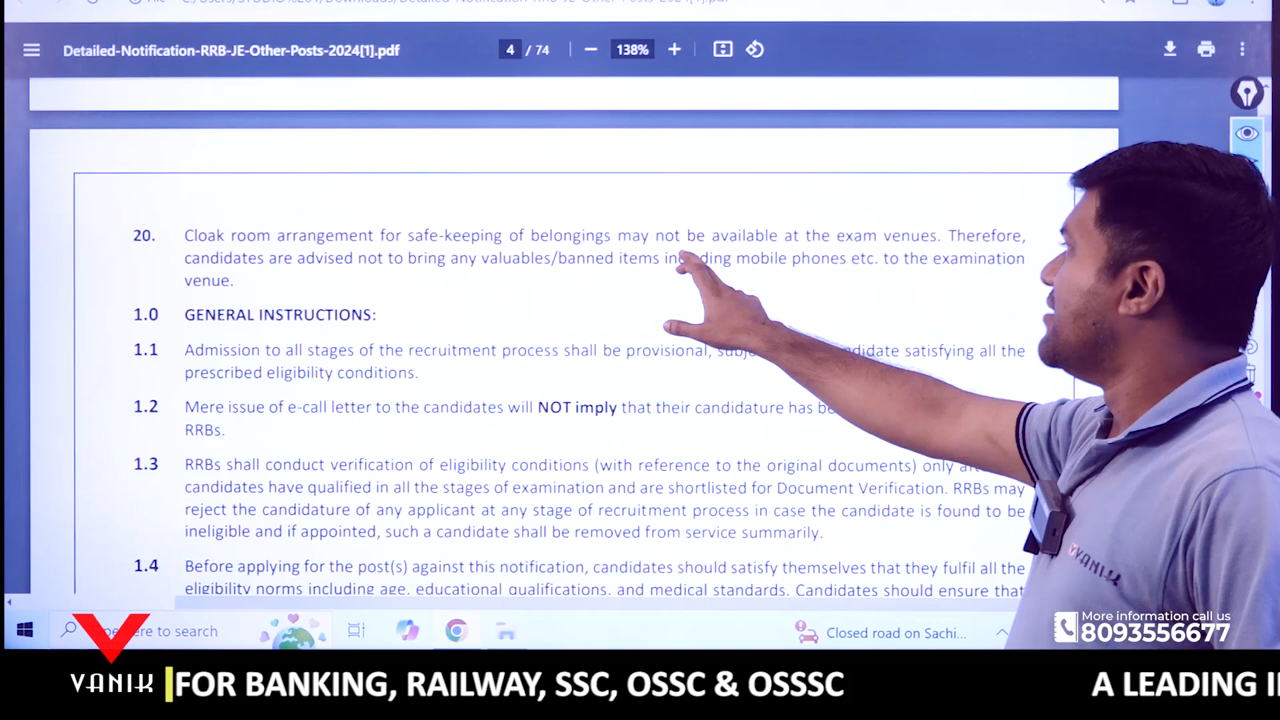 Detailed-Notification-RRB-JE-Other-Posts-2024[1].pdf
4 / 74
138%
20. Cloak room arrangement for safe-keeping of belongings may not be available at the exam venues. Therefore,
candidates are advised not to bring any valuables/banned items including mobile phones etc. to the examination
venue.
1.0 GENERAL INSTRUCTIONS:
1.1 Admission to all stages of the recruitment process shall be provisional, candidate satisfying all the
prescribed eligibility conditions.
1.2 Mere issue of e-call letter to the candidates will NOT imply that their candidature has
RRBs.
1.3 RRBs shall conduct verification of eligibility conditions (with reference to the original documents) only
candidates have qualified in all the stages of examination and are shortlisted for Document Verification. RRBs may
reject the candidature of any applicant at any stage of recruitment process in case the candidate is found to be
ineligible and if appointed, such a candidate shall be removed from service summarily.
1.4 Before applying for the post(s) against this notification, candidates should satisfy themselves that they fulfil all the
eligibility norms including age, educational qualifications, and medical standards. Candidates should ensure that
to search
Closed road on Sachi...
VANIK
More information call us
8093556677
VANIK
FOR BANKING, RAILWAY, SSC, OSSC & OSSSC
A LEADING